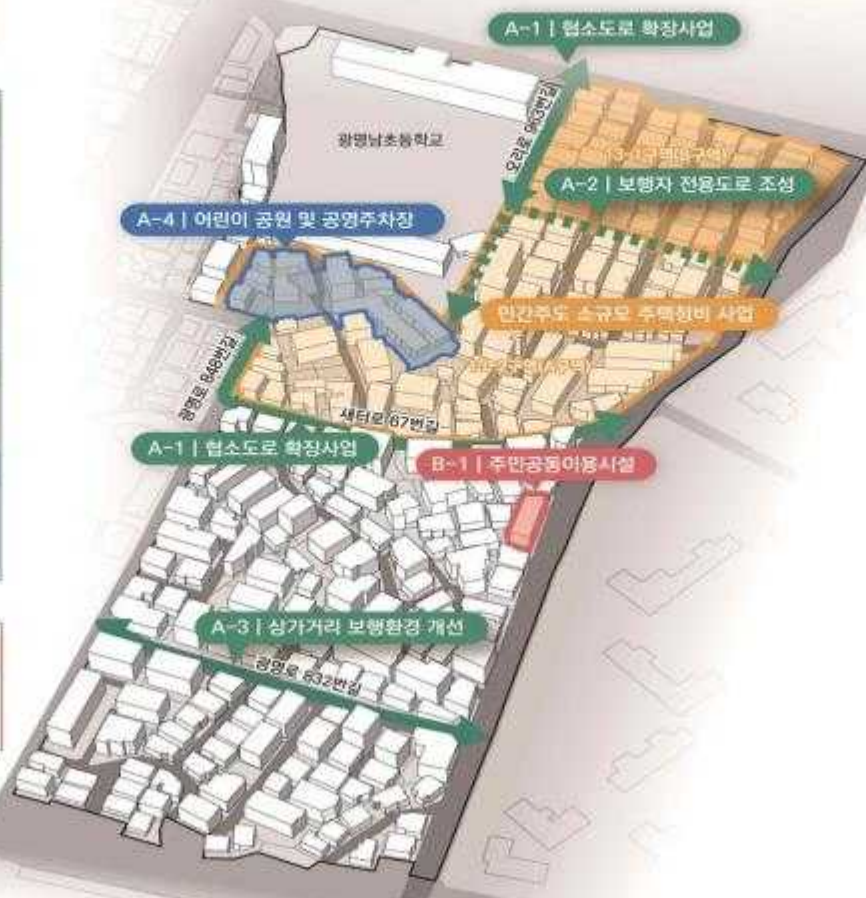 A-1 | 협소도로 확장사업
오리로 963번길
광명남초등학교
A-2 | 보행자 전용도로 조성
A-4 | 어린이 공원 및 공영주차장
민간주도 소규모 주택정비 사업
광명로 848번길
새터로 67번길
A-1 | 협소도로 확장사업
B-1 | 주민공동이용시설
A-3 | 상가거리 보행환경 개선
광명로 832번길